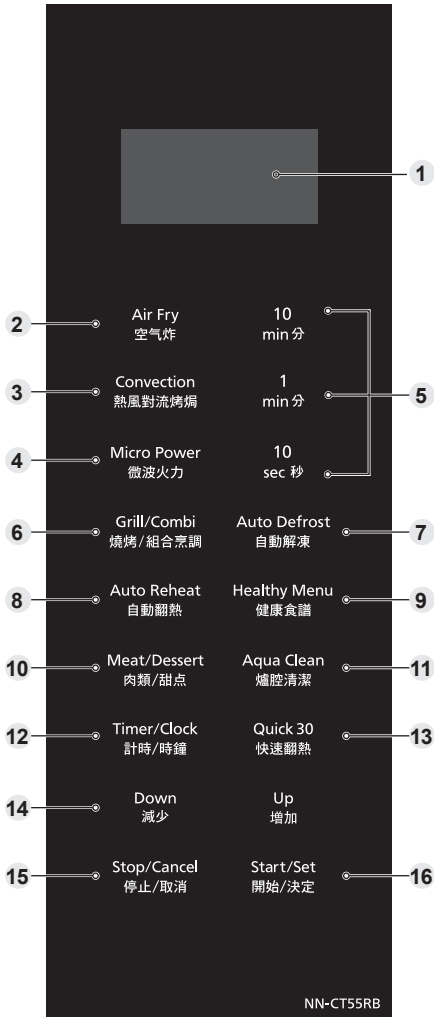 1
2
Air Fry
空气炸
10
min 分
3
Convection
熱風對流烤焗
1
min 分
5
4
Micro Power
微波火力
10
sec 秒
6
Grill/Combi
燒烤/組合烹調
Auto Defrost
自動解凍
7
8
Auto Reheat
自動翻熱
Healthy Menu
健康食譜
9
10
Meat/Dessert
肉類/甜点
Aqua Clean
爐腔清潔
11
12
Timer/Clock
計時/時鐘
Quick 30
快速翻熱
13
14
Down
減少
Up
增加
15
Stop/Cancel
停止/取消
Start/Set
開始/決定
16
NN-CT55RB